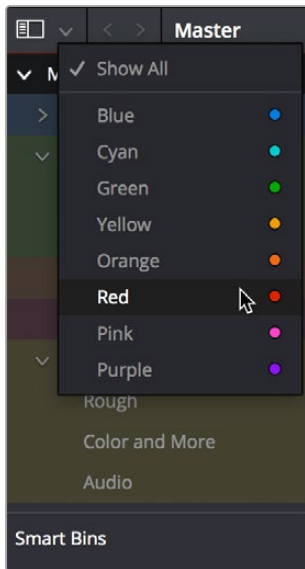 Master
M
Show All
Blue
Cyan
Green
Yellow
Orange
Red
Pink
Purple
Rough
Color and More
Audio
Smart Bins